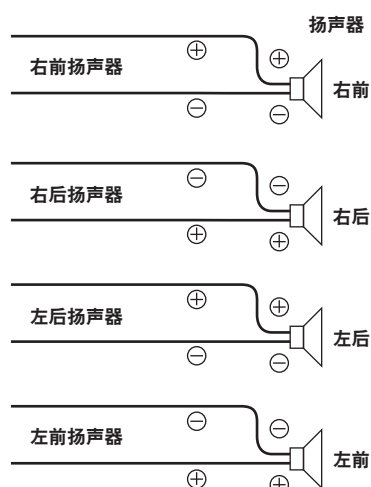 扬声器
⊕ ⊕
右前扬声器 右前
⊖ ⊖
⊖ ⊖
右后扬声器 右后
⊕ ⊕
⊕ ⊕
左后扬声器 左后
⊖ ⊖
⊖ ⊖
左前扬声器 左前
⊕ ⊕